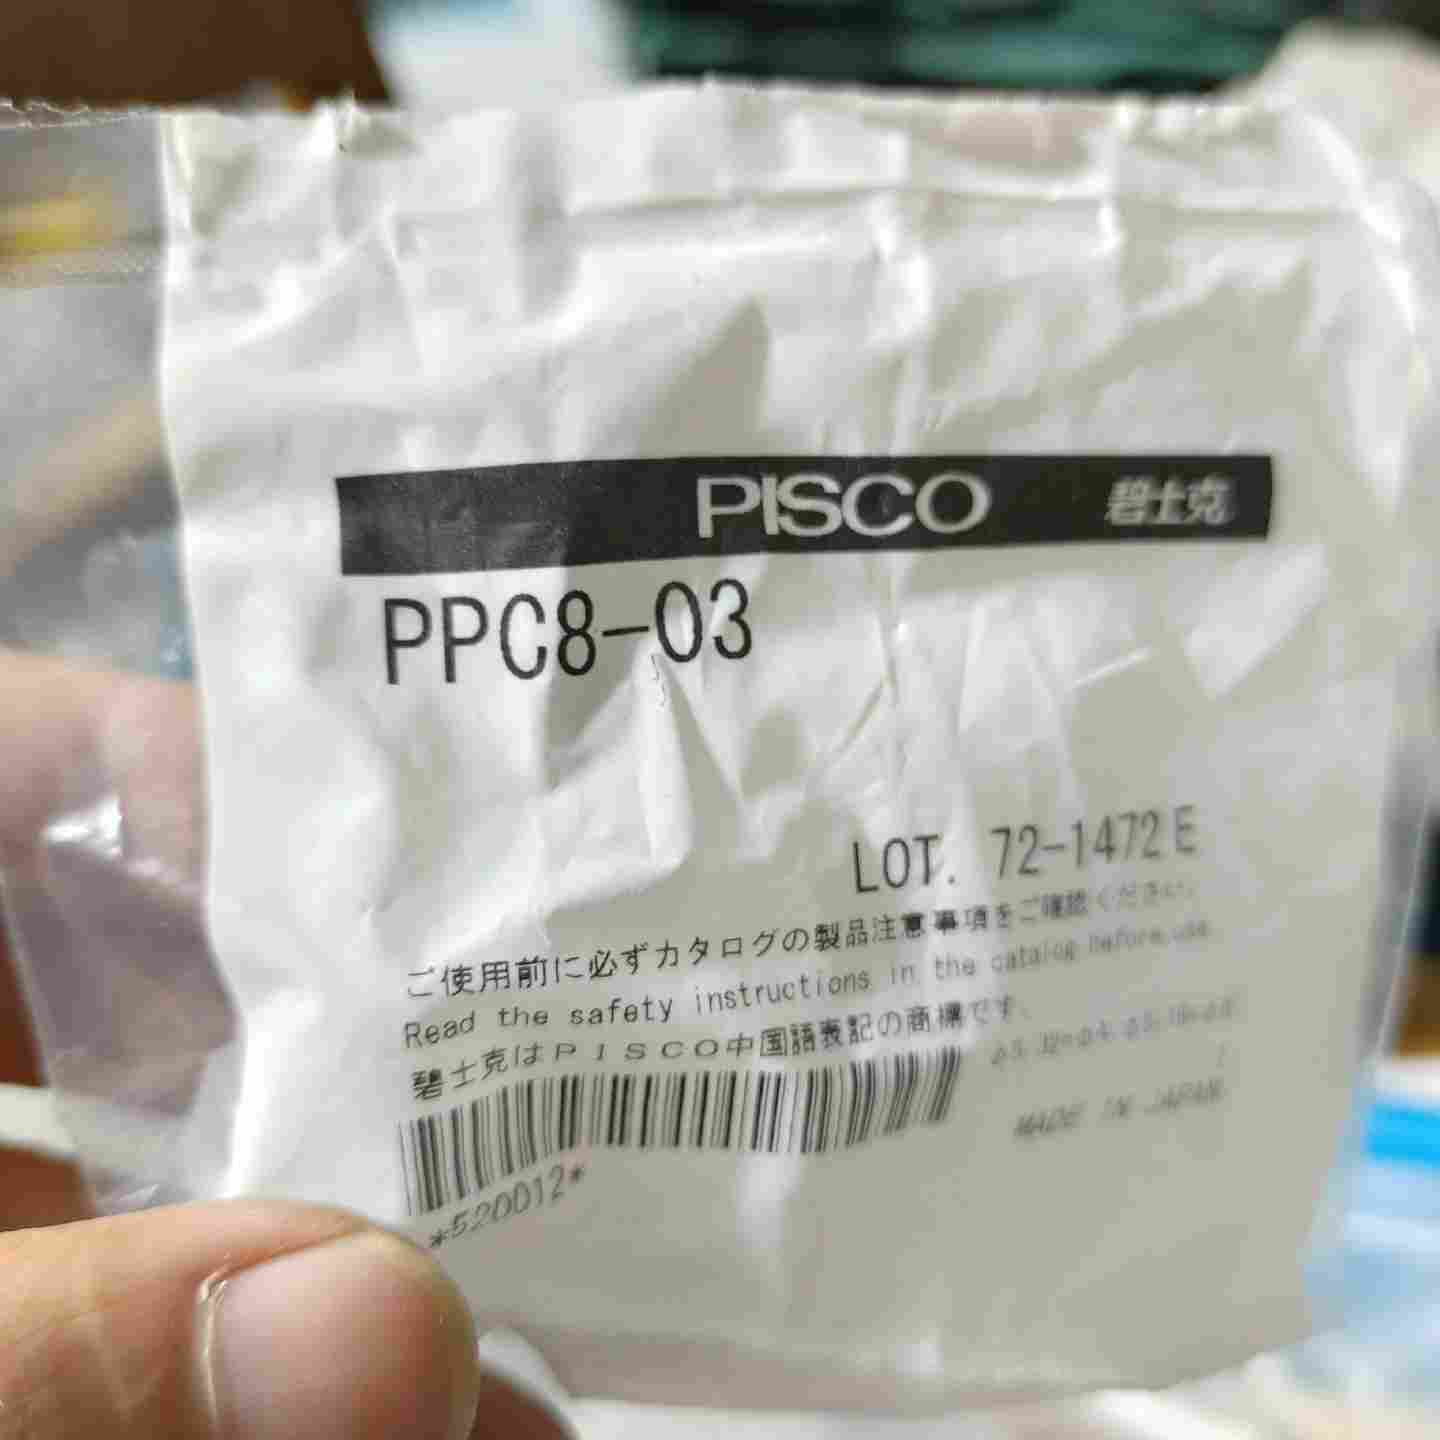 PISCO 碧士克
PPC8-03
LOT. 72-1472E
ご使用前に必ずカタログの製品注意事項をご確認ください。
Read the safety instructions in the catalog before use.
碧士克はPISCO中国語表記の商標です。
*520012*
MADE IN JAPAN